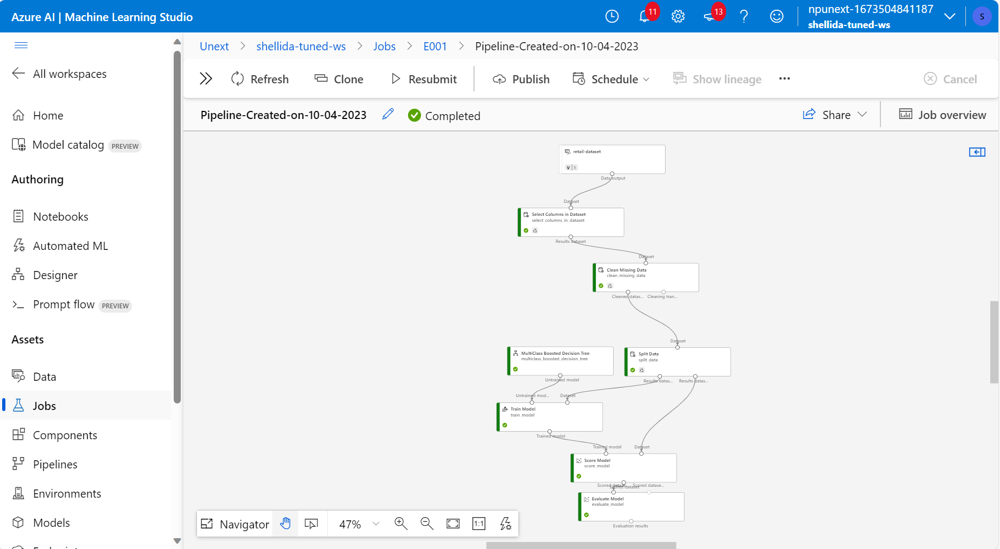 Azure AI | Machine Learning Studio
11
13
npunext-1673504841187
shellida-tuned-ws
S
All workspaces
Home
Model catalog PREVIEW
Authoring
Notebooks
Automated ML
Designer
Prompt flow PREVIEW
Assets
Data
Jobs
Components
Pipelines
Environments
Models
Unext > shellida-tuned-ws > Jobs > E001 > Pipeline-Created-on-10-04-2023
Refresh Clone Resubmit Publish Schedule Show lineage ··· Cancel
Pipeline-Created-on-10-04-2023 Completed Share Job overview
retail-dataset
v | 1
Data output
Dataset
Select Columns in Dataset
select_columns_in_dataset
Results dataset
Dataset
Clean Missing Data
clean_missing_data
Cleaned datas... Cleaning tran...
Dataset
MultiClass Boosted Decision Tree
multiclass_boosted_decision_tree
Split Data
split_data
Untrained model
Results datas... Results datas...
Untrained mod... Dataset
Train Model
train_model
Trained model
Trained model Dataset
Score Model
score_model
Scored dataset Scored datase...
Evaluate Model
evaluate_model
Evaluation results
Navigator 47% 1:1